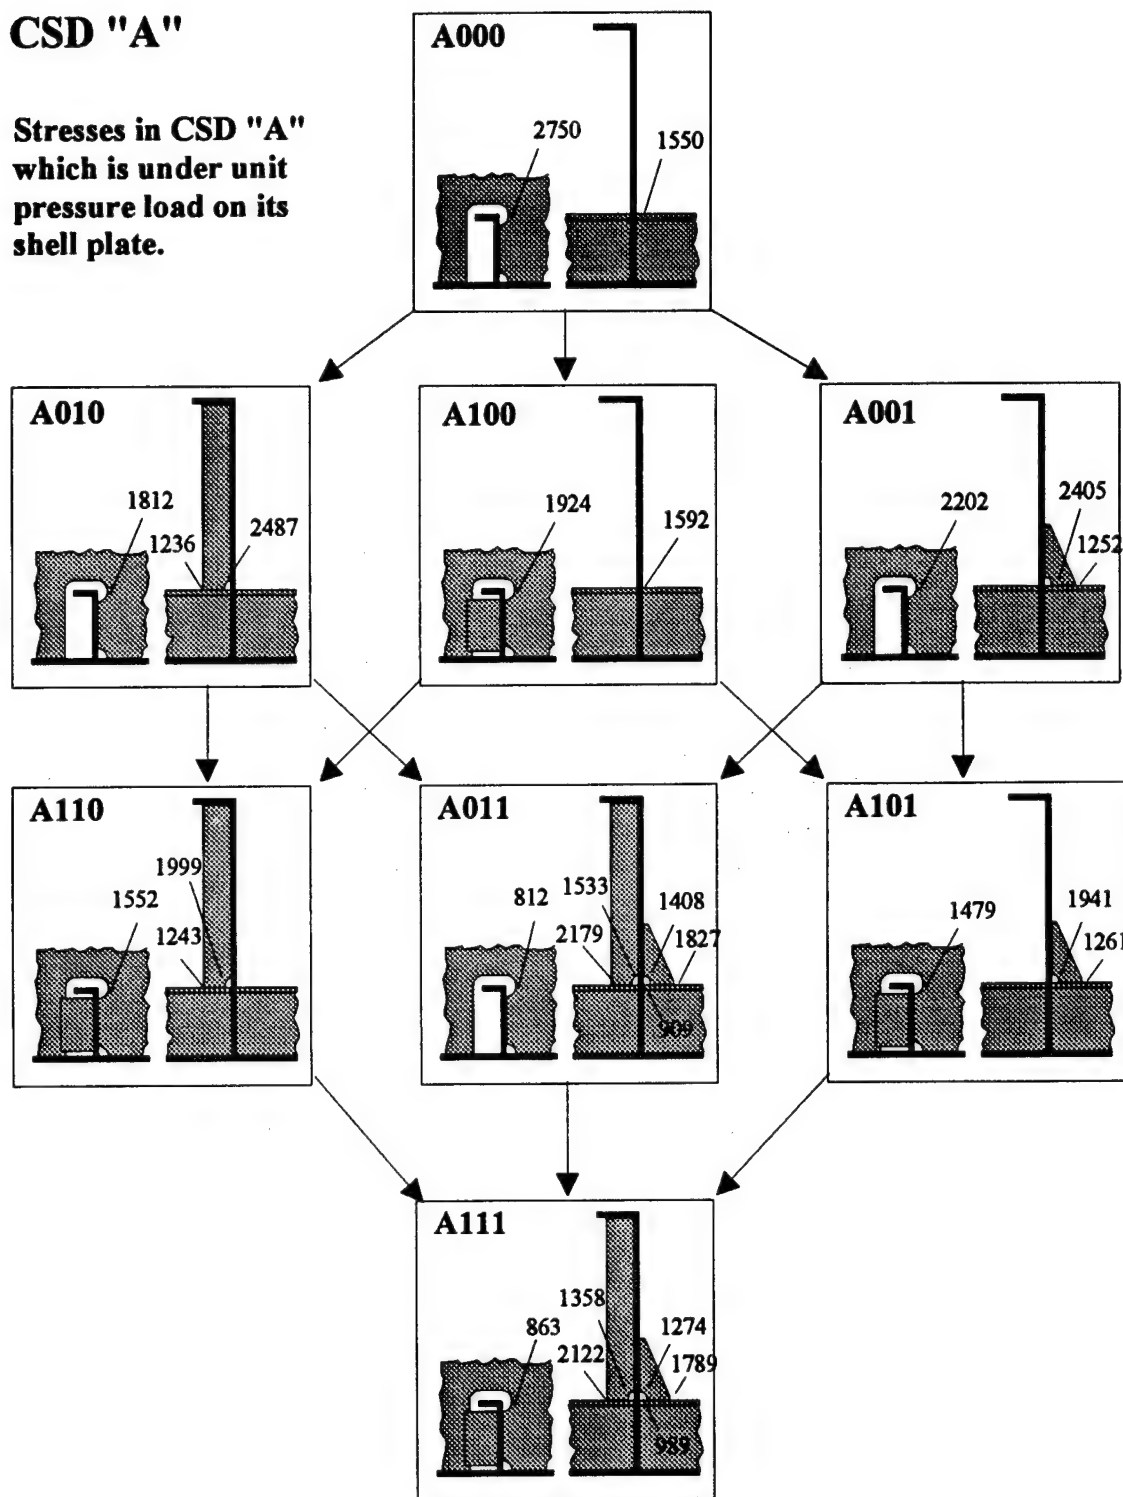 CSD "A"
Stresses in CSD "A"
which is under unit
pressure load on its
shell plate.
A000
2750
1550
A010
1812
1236
2487
A100
1924
1592
A001
2202
2405
1252
A110
1999
1552
1243
A011
812
1533
1408
2179
1827
909
A101
1479
1941
1261
A111
1358
863
1274
2122
1789
989